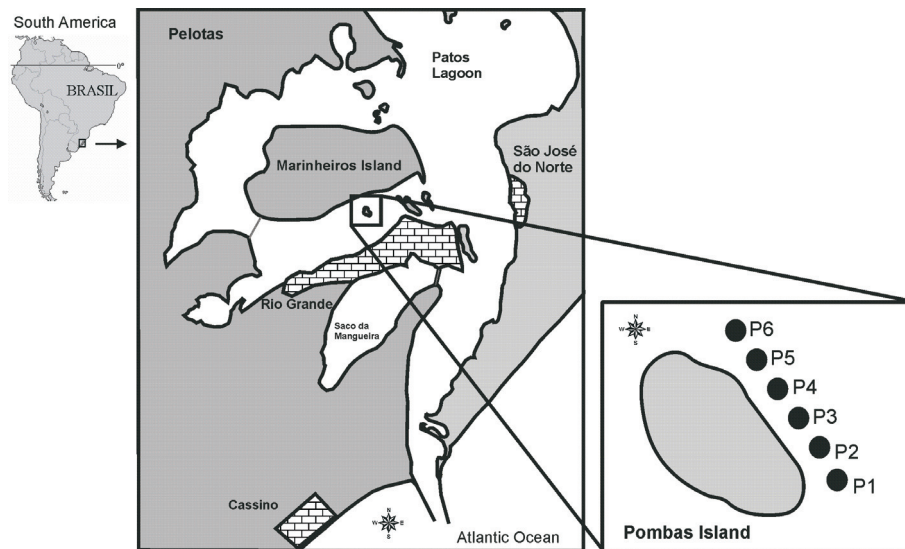 South America
0°
BRASIL
Pelotas
Patos
Lagoon
Marinheiros Island
São José
do Norte
Rio Grande
Saco da
Mangueira
Cassino
N
W E
S
Atlantic Ocean
N
W E
S
P6
P5
P4
P3
P2
P1
Pombas Island